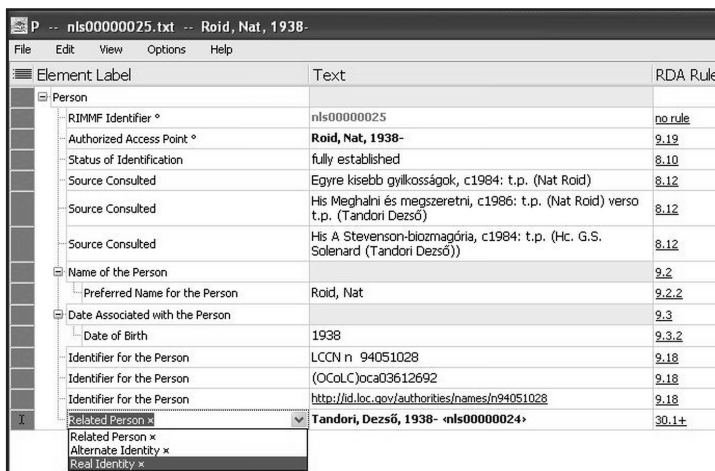 P -- nls00000025.txt -- Roid, Nat, 1938-
File Edit View Options Help
Element Label Text RDA Rule
Person
RIMMF Identifier ° nls00000025 no rule
Authorized Access Point ° Roid, Nat, 1938- 9.19
Status of Identification fully established 8.10
Source Consulted Egyre kisebb gyilkosságok, c1984: t.p. (Nat Roid) 8.12
Source Consulted His Meghalni és megszeretni, c1986: t.p. (Nat Roid) verso
t.p. (Tandori Dezső) 8.12
Source Consulted His A Stevenson-biozmagória, c1984: t.p. (Hc. G.S.
Solenard (Tandori Dezső)) 8.12
Name of the Person 9.2
Preferred Name for the Person Roid, Nat 9.2.2
Date Associated with the Person 9.3
Date of Birth 1938 9.3.2
Identifier for the Person LCCN n 94051028 9.18
Identifier for the Person (OCoLC)oca03612692 9.18
Identifier for the Person http://id.loc.gov/authorities/names/n94051028 9.18
Related Person × Tandori, Dezső, 1938- <nls00000024> 30.1+
Related Person ×
Alternate Identity ×
Real Identity ×